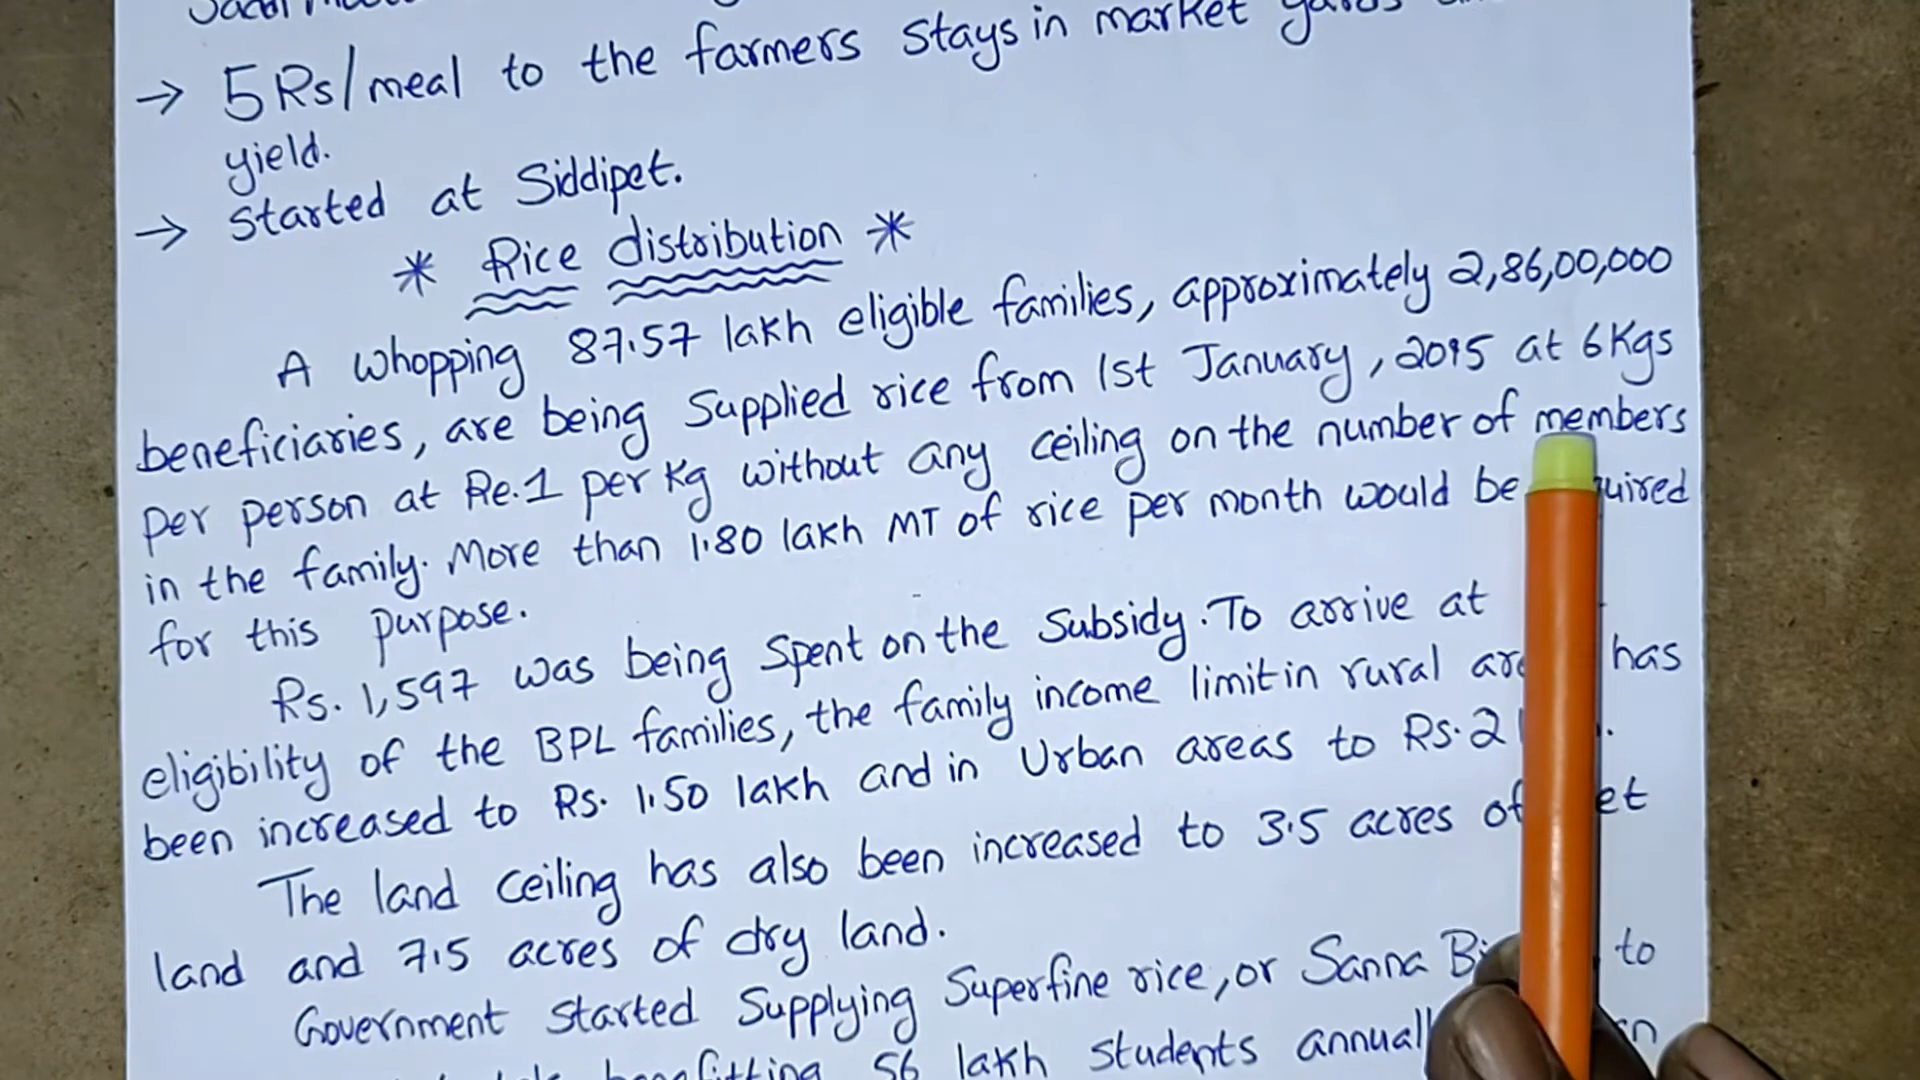 → 5Rs/meal to the farmers stays in market yards
yield.
→ Started at Siddipet.
* Rice distribution *
A whopping 87.57 lakh eligible families, approximately 2,86,00,000
beneficiaries, are being supplied rice from 1st January, 2015 at 6Kgs
per person at Re.1 per kg without any ceiling on the number of members
in the family. More than 1.80 lakh MT of rice per month would be
for this purpose.
Rs. 1,597 was being spent on the Subsidy. To arrive at
eligibility of the BPL families, the family income limit in rural has
been increased to Rs. 1.50 lakh and in Urban areas to Rs. 2
The land ceiling has also been increased to 3.5 acres of
land and 7.5 acres of dry land.
Government Started Supplying Superfine rice, or Sanna to
benefitting 56 lakh students